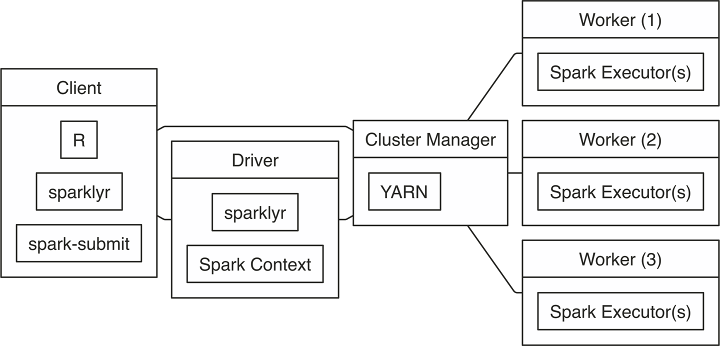 Client
R
sparklyr
spark-submit
Driver
sparklyr
Spark Context
Cluster Manager
YARN
Worker (1)
Spark Executor(s)
Worker (2)
Spark Executor(s)
Worker (3)
Spark Executor(s)